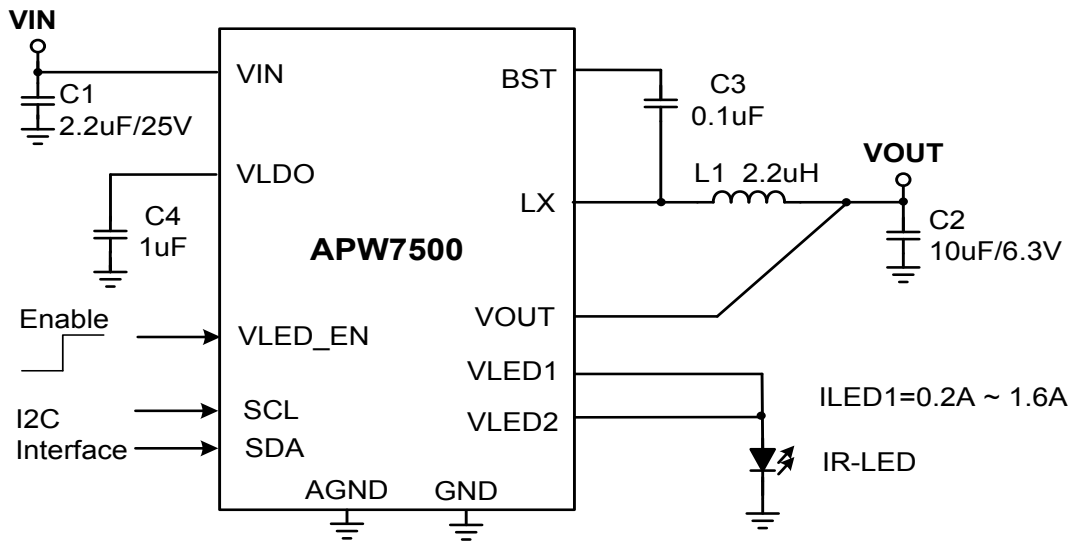 VIN
VIN
C1
2.2uF/25V
VLDO
C4
1uF
APW7500
Enable
VLED_EN
I2C
Interface
SCL
SDA
AGND
GND
BST
C3
0.1uF
LX
L1 2.2uH
VOUT
C2
10uF/6.3V
VOUT
VLED1
VLED2
ILED1=0.2A ~ 1.6A
IR-LED